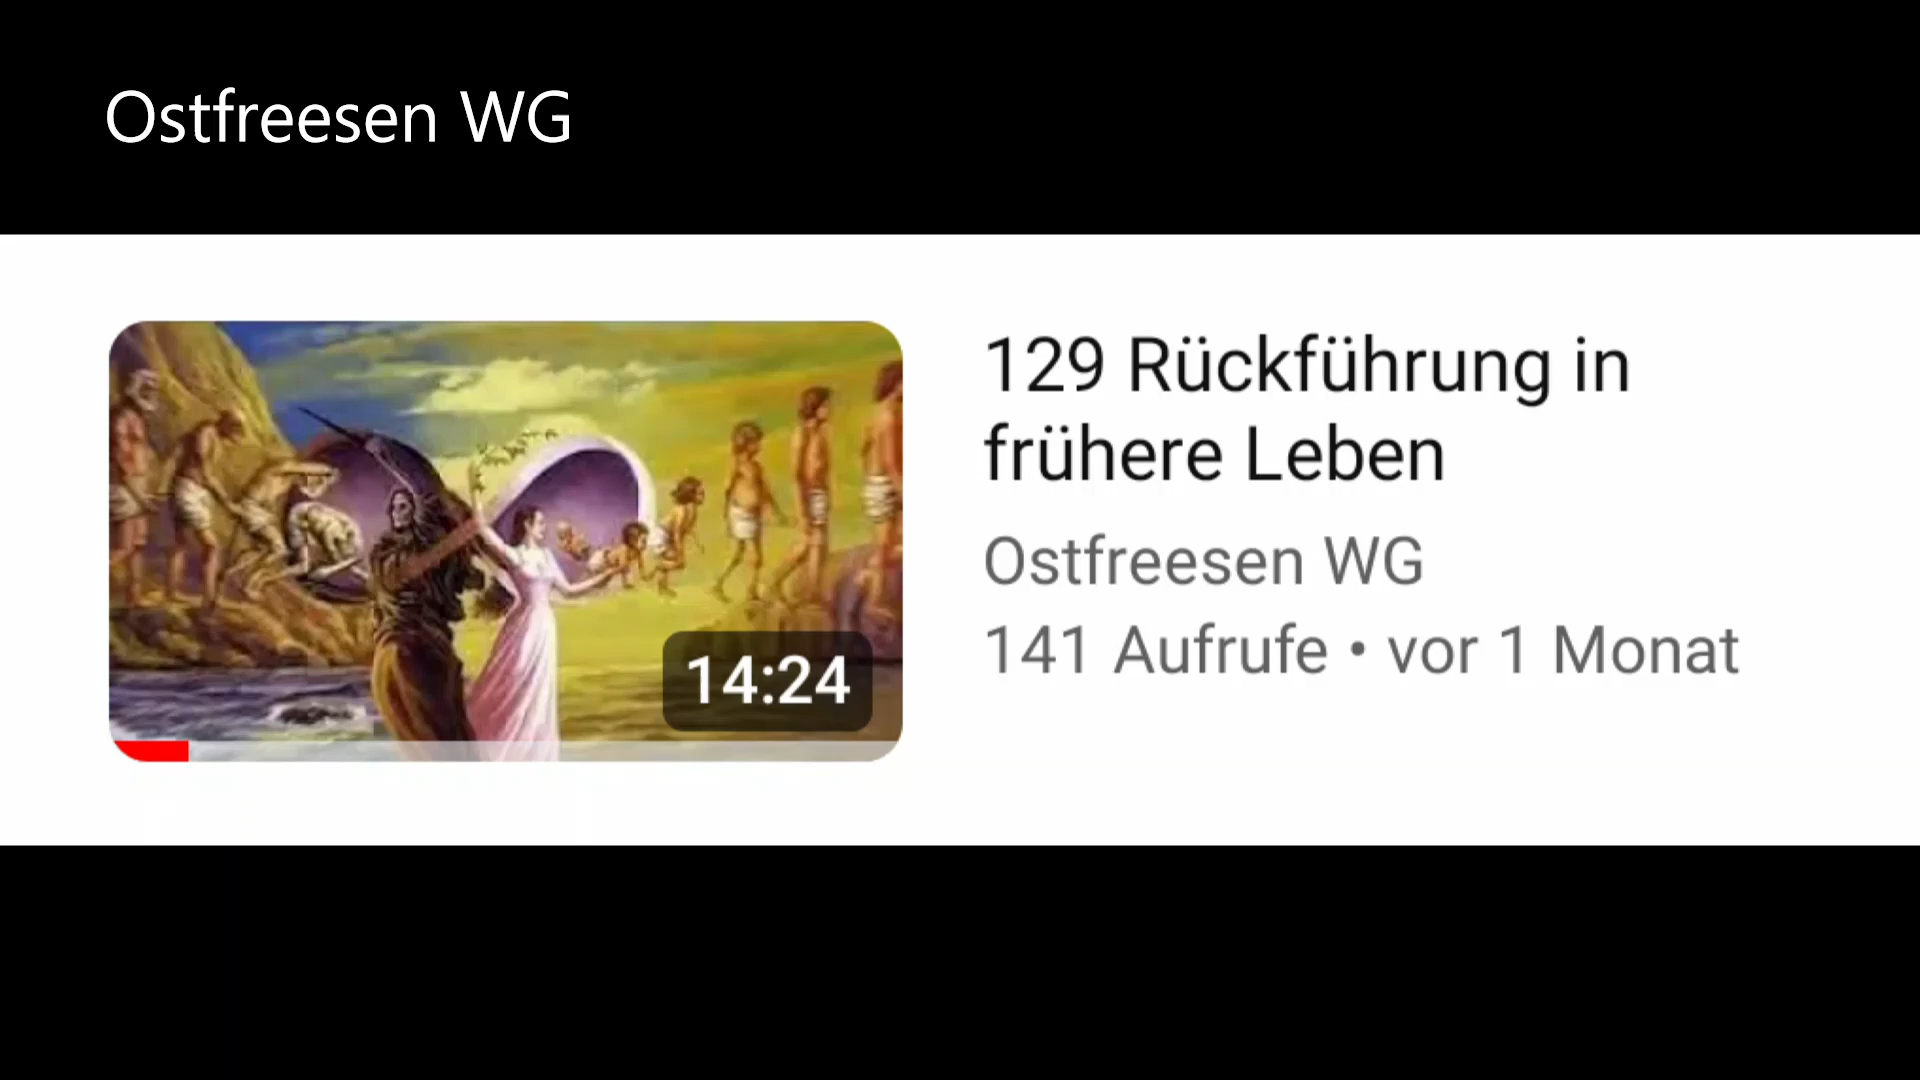 Ostfreesen WG
129 Rückführung in
frühere Leben
Ostfreesen WG
141 Aufrufe • vor 1 Monat
14:24